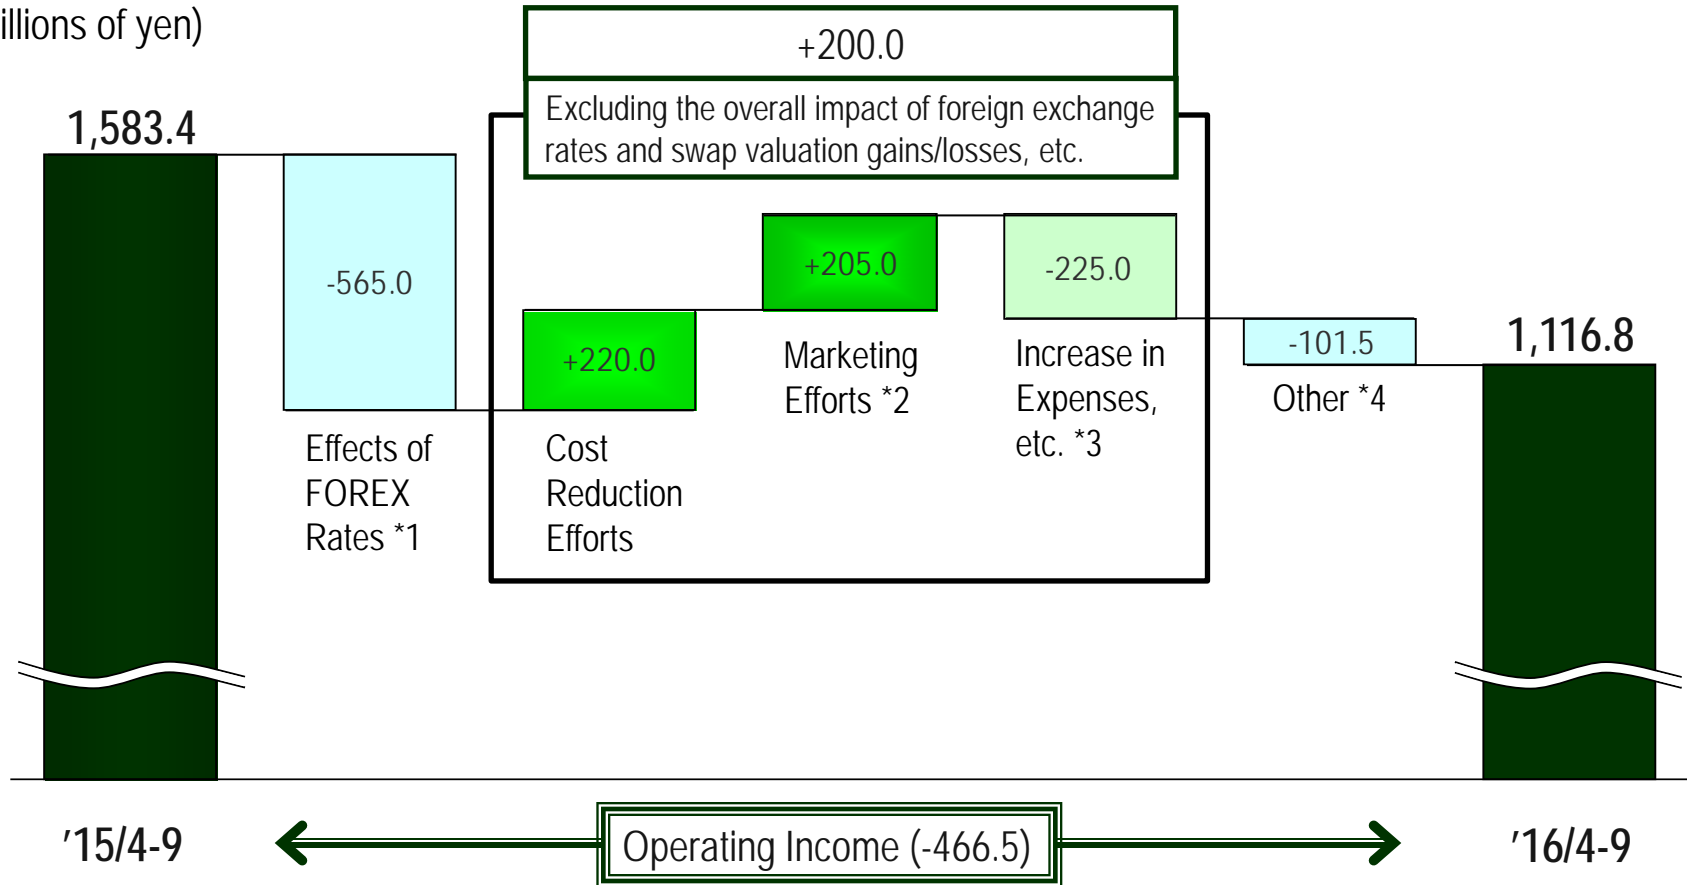 illions of yen)
+200.0
Excluding the overall impact of foreign exchange
rates and swap valuation gains/losses, etc.
1,583.4
-565.0
+220.0
+205.0
-225.0
-101.5
1,116.8
Effects of
FOREX
Rates *1
Cost
Reduction
Efforts
Marketing
Efforts *2
Increase in
Expenses,
etc. *3
Other *4
'15/4-9
Operating Income (-466.5)
'16/4-9